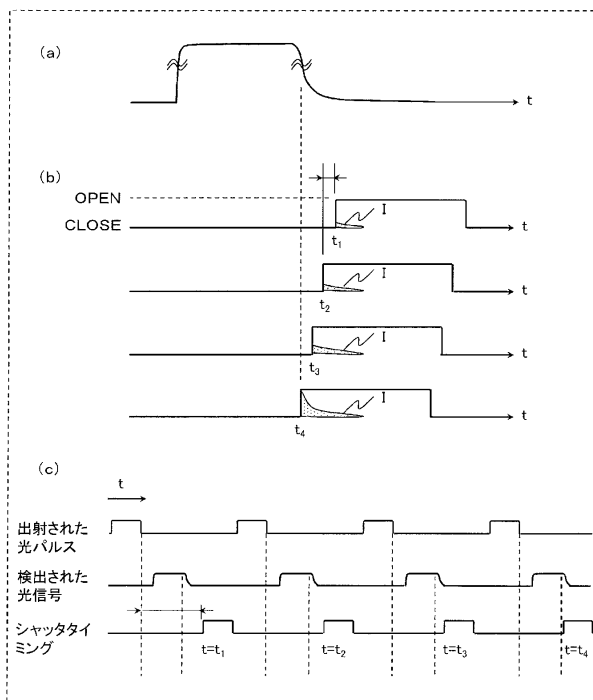 (a)
t
(b)
OPEN
CLOSE
I
t₁
t
I
t₂
t
I
t₃
t
I
t₄
t
(c)
t
出射された
光パルス
検出された
光信号
シャッタタイ
ミング
t=t₁
t=t₂
t=t₃
t=t₄